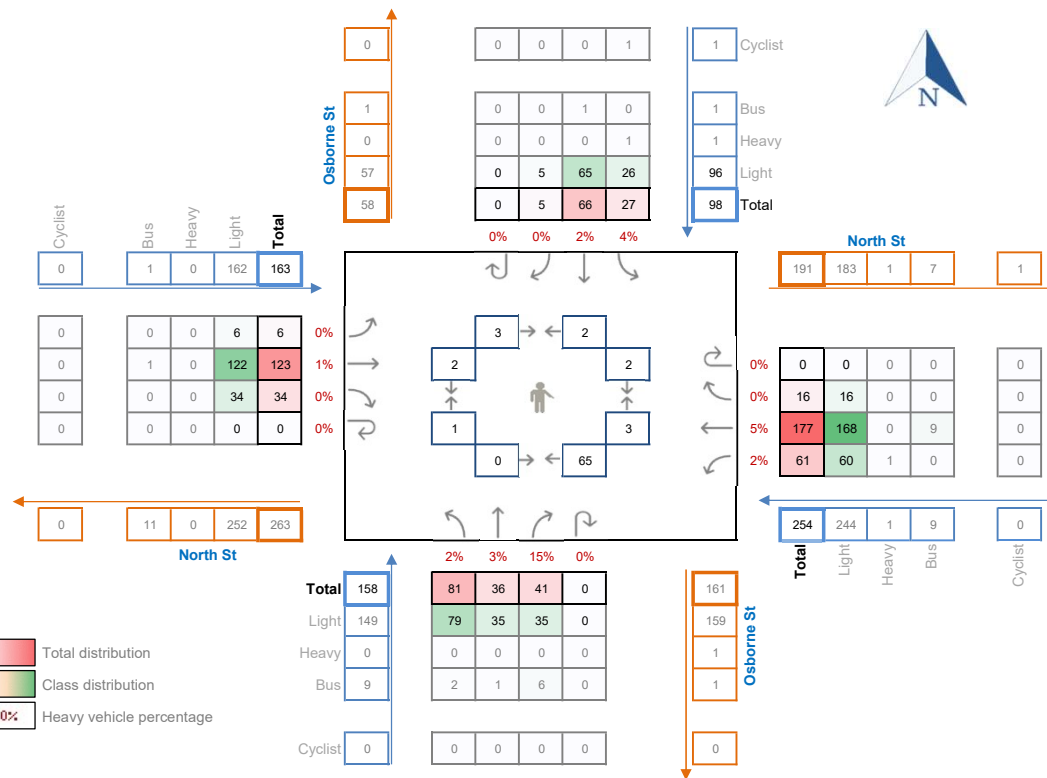 0 0 0 0 1 1 Cyclist
1 0 0 1 0 1 Bus
0 0 0 0 1 1 Heavy
57 0 5 65 26 96 Light
58 0 5 66 27 98 Total
Osborne St
N
0% 0% 2% 4%
Cyclist Bus Heavy Light Total
0 1 0 162 163
North St
191 183 1 7 1
0 0 0 6 6 0%
0 1 0 122 123 1%
0 0 0 34 34 0%
0 0 0 0 0 0%
3 2
2 2
1 3
0 65
0% 0 0 0 0 0
0% 16 16 0 0 0
5% 177 168 0 9 0
2% 61 60 1 0 0
0 11 0 252 263
North St
254 244 1 9 0
Total Light Heavy Bus Cyclist
2% 3% 15% 0%
Total 158 81 36 41 0 161
Light 149 79 35 35 0 159
Heavy 0 0 0 0 0 1
Bus 9 2 1 6 0 1
Cyclist 0 0 0 0 0 0
Osborne St
Total distribution
Class distribution
0% Heavy vehicle percentage